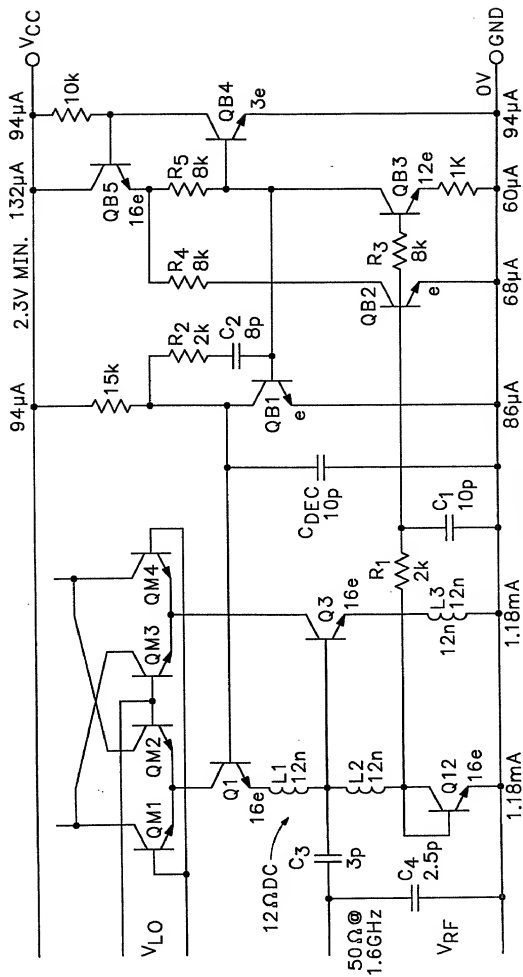 94μA
2.3V MIN.
132μA
94μA
VCC
15k
10k
QM1
QM2
QM3
QM4
VLO
R2
2k
C2
8p
R4
8k
QB5
16e
R5
8k
QB4
3e
QB1
e
Q1
16e
L1
12n
12ΩDC
CDEC
10p
Q3
16e
QB2
e
R3
8k
QB3
12e
1K
C3
3p
L2
12n
R1
2k
C1
10p
50Ω@
1.6GHz
C4
2.5p
VRF
Q12
16e
L3
12n
12n
1.18mA
1.18mA
86μA
68μA
60μA
94μA
0V
GND